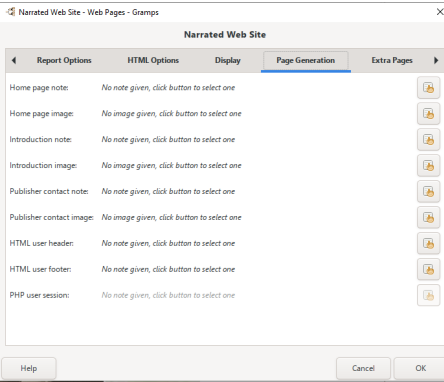 Narrated Web Site - Web Pages - Gramps
Narrated Web Site
Report Options HTML Options Display Page Generation Extra Pages
Home page note: No note given, click button to select one
Home page image: No image given, click button to select one
Introduction note: No note given, click button to select one
Introduction image: No image given, click button to select one
Publisher contact note: No note given, click button to select one
Publisher contact image: No image given, click button to select one
HTML user header: No note given, click button to select one
HTML user footer: No note given, click button to select one
PHP user session: No note given, click button to select one
Help Cancel OK